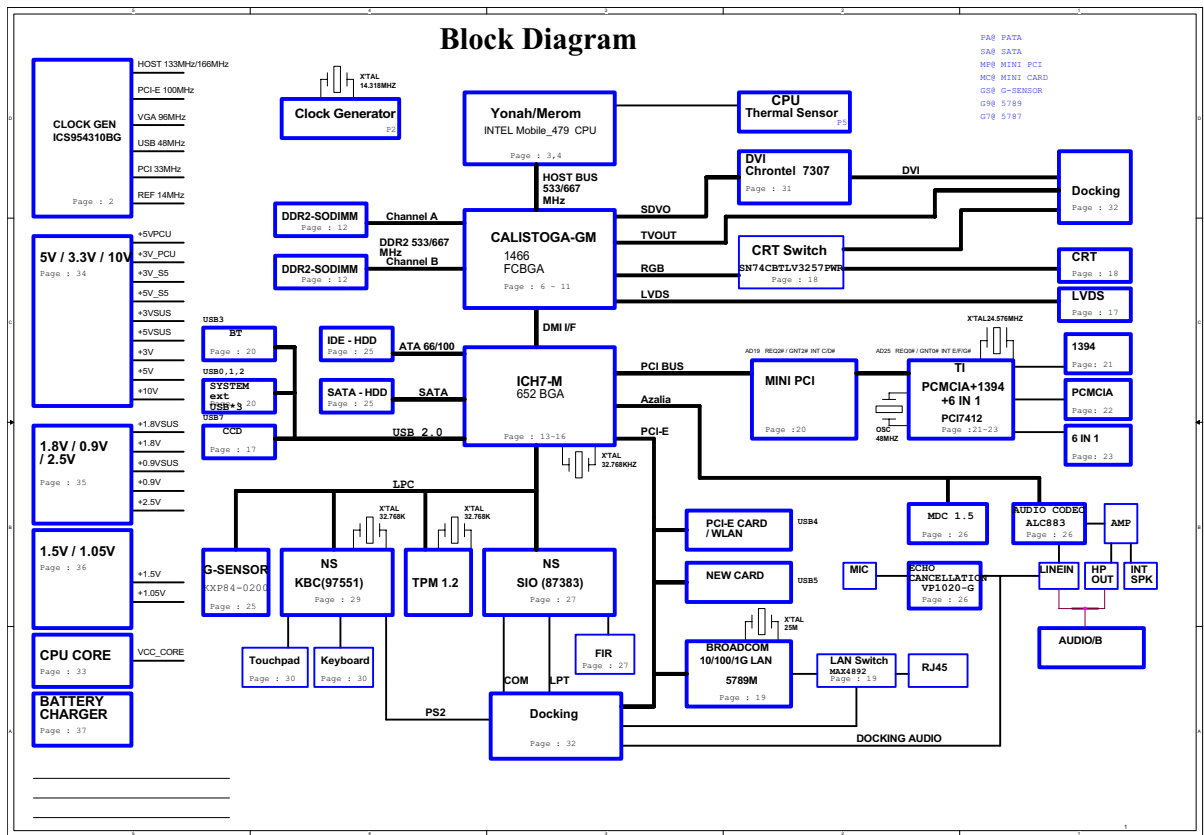 Block Diagram
PA@ PATA
SA@ SATA
MP@ MINI PCI
MC@ MINI CARD
GS@ G-SENSOR
G9@ 5789
G7@ 5787
CLOCK GEN
ICS954310BG
Page : 2
HOST 133MHz/166MHz
PCI-E 100MHz
VGA 96MHz
USB 48MHz
PCI 33MHz
REF 14MHz
X'TAL
14.318MHZ
Clock Generator
P2
Yonah/Merom
INTEL Mobile_479 CPU
Page : 3,4
CPU
Thermal Sensor
P5
HOST BUS
533/667
MHz
DVI
Chrontel 7307
Page : 31
DVI
Docking
Page : 32
5V / 3.3V / 10V
Page : 34
+5VPCU
+3V_PCU
+3V_S5
+5V_S5
+3VSUS
+5VSUS
+3V
+5V
+10V
DDR2-SODIMM
Page : 12
Channel A
DDR2 533/667
MHz
Channel B
DDR2-SODIMM
Page : 12
CALISTOGA-GM
1466
FCBGA
Page : 6 - 11
SDVO
TVOUT
RGB
LVDS
CRT Switch
SN74CBTLV3257PWR
Page : 18
CRT
Page : 18
LVDS
Page : 17
DMI I/F
USB3
BT
Page : 20
USB0,1,2
SYSTEM
ext
USB*3
Page : 20
USB7
CCD
Page : 17
IDE - HDD
Page : 25
ATA 66/100
SATA - HDD
Page : 25
SATA
USB 2.0
ICH7-M
652 BGA
Page : 13-16
PCI BUS
Azalia
PCI-E
X'TAL
32.768KHZ
AD19 REQ2# / GNT2# INT C/D#
MINI PCI
Page :20
AD25 REQ0# / GNT0# INT E/F/G#
X'TAL24.576MHZ
OSC
48MHZ
TI
PCMCIA+1394
+6 IN 1
PCI7412
Page :21~23
1394
Page : 21
PCMCIA
Page : 22
6 IN 1
Page: 23
1.8V / 0.9V
/ 2.5V
Page : 35
+1.8VSUS
+1.8V
+0.9VSUS
+0.9V
+2.5V
1.5V / 1.05V
Page : 36
+1.5V
+1.05V
CPU CORE
Page : 33
VCC_CORE
BATTERY
CHARGER
Page : 37
LPC
G-SENSOR
KXP84-0200
Page : 25
X'TAL
32.768K
NS
KBC(97551)
Page : 29
X'TAL
32.768K
TPM 1.2
NS
SIO (87383)
Page : 27
Touchpad
Page : 30
Keyboard
Page : 30
FIR
Page : 27
COM
LPT
PS2
Docking
Page : 32
PCI-E CARD
/ WLAN
USB4
NEW CARD
USB5
X'TAL
25M
BROADCOM
10/100/1G LAN
5789M
Page : 19
LAN Switch
MAX4892
Page : 19
RJ45
DOCKING AUDIO
MDC 1.5
Page : 26
AUDIO CODEC
ALC883
Page : 26
AMP
MIC
ECHO
CANCELLATION
VP1020-G
Page : 26
LINEIN
HP
OUT
INT
SPK
AUDIO/B
5
4
3
2
1
5
4
3
2
1
D
C
B
A
D
C
B
A
1